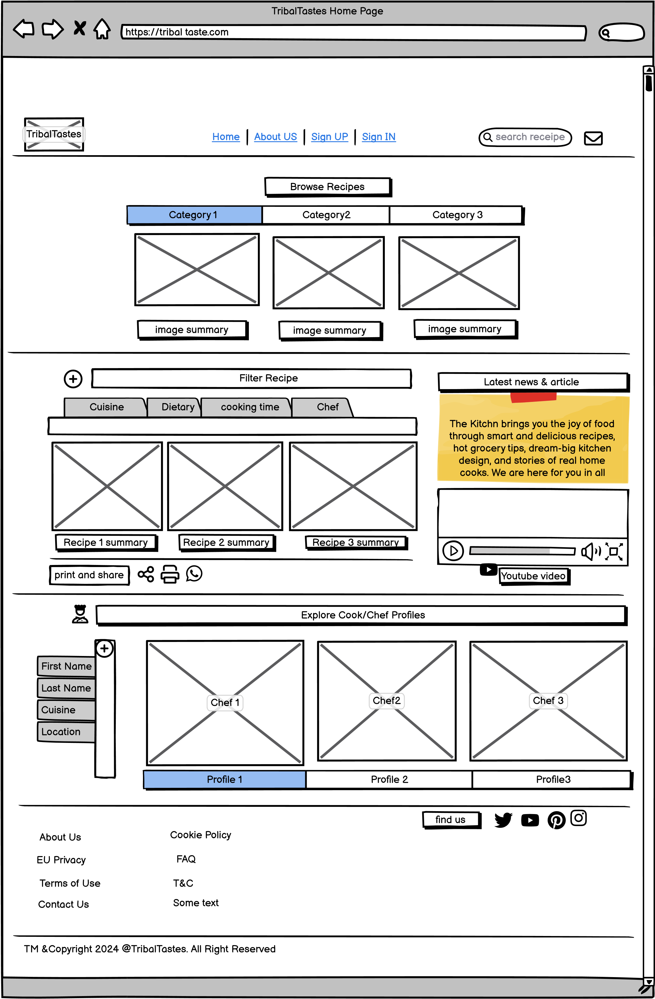 TribalTastes Home Page
https://tribal taste.com
TribalTastes
Home | About US | Sign UP | Sign IN
search receipe
Browse Recipes
Category 1
Category2
Category 3
image summary
image summary
image summary
Filter Recipe
Cuisine
Dietary
cooking time
Chef
Recipe 1 summary
Recipe 2 summary
Recipe 3 summary
print and share
Latest news & article
The Kitchn brings you the joy of food
through smart and delicious recipes,
hot grocery tips, dream-big kitchen
design, and stories of real home
cooks. We are here for you in all
Youtube video
Explore Cook/Chef Profiles
First Name
Last Name
Cuisine
Location
Chef 1
Chef2
Chef 3
Profile 1
Profile 2
Profile3
find us
About Us
EU Privacy
Terms of Use
Contact Us
Cookie Policy
FAQ
T&C
Some text
TM &Copyright 2024 @TribalTastes. All Right Reserved